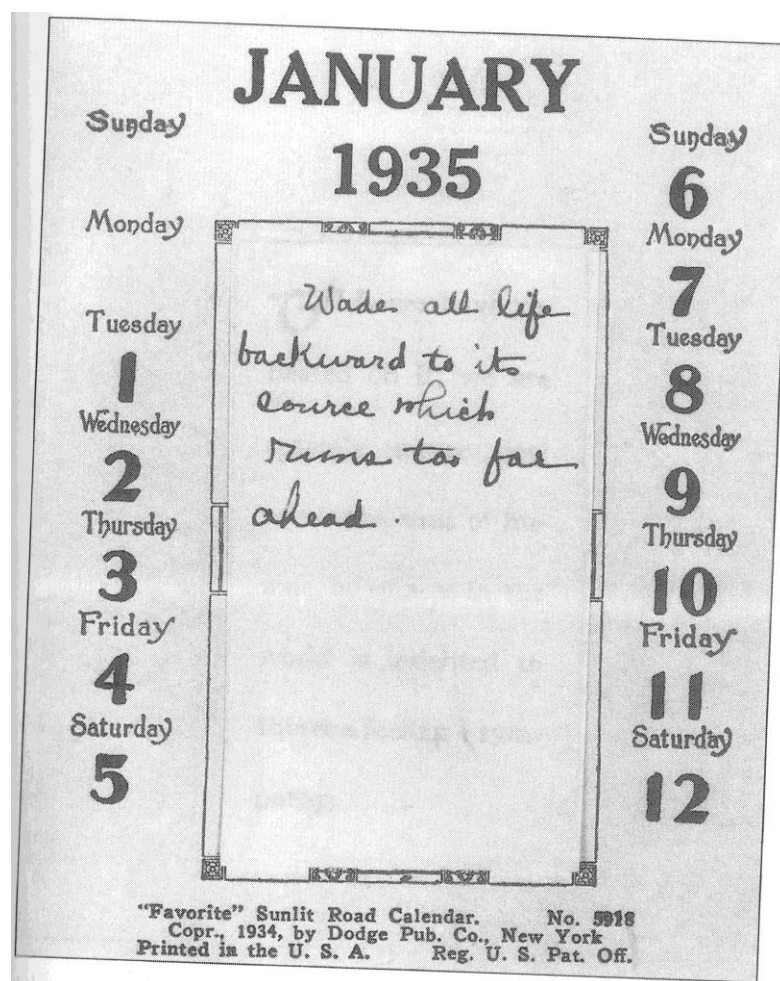 JANUARY
1935
Sunday
Monday
Tuesday
1
Wednesday
2
Thursday
3
Friday
4
Saturday
5
Wade all life
backward to its
source which
runs too far
ahead.
Sunday
6
Monday
7
Tuesday
8
Wednesday
9
Thursday
10
Friday
11
Saturday
12
"Favorite" Sunlit Road Calendar. No. 5918
Copr., 1934, by Dodge Pub. Co., New York
Printed in the U. S. A. Reg. U. S. Pat. Off.